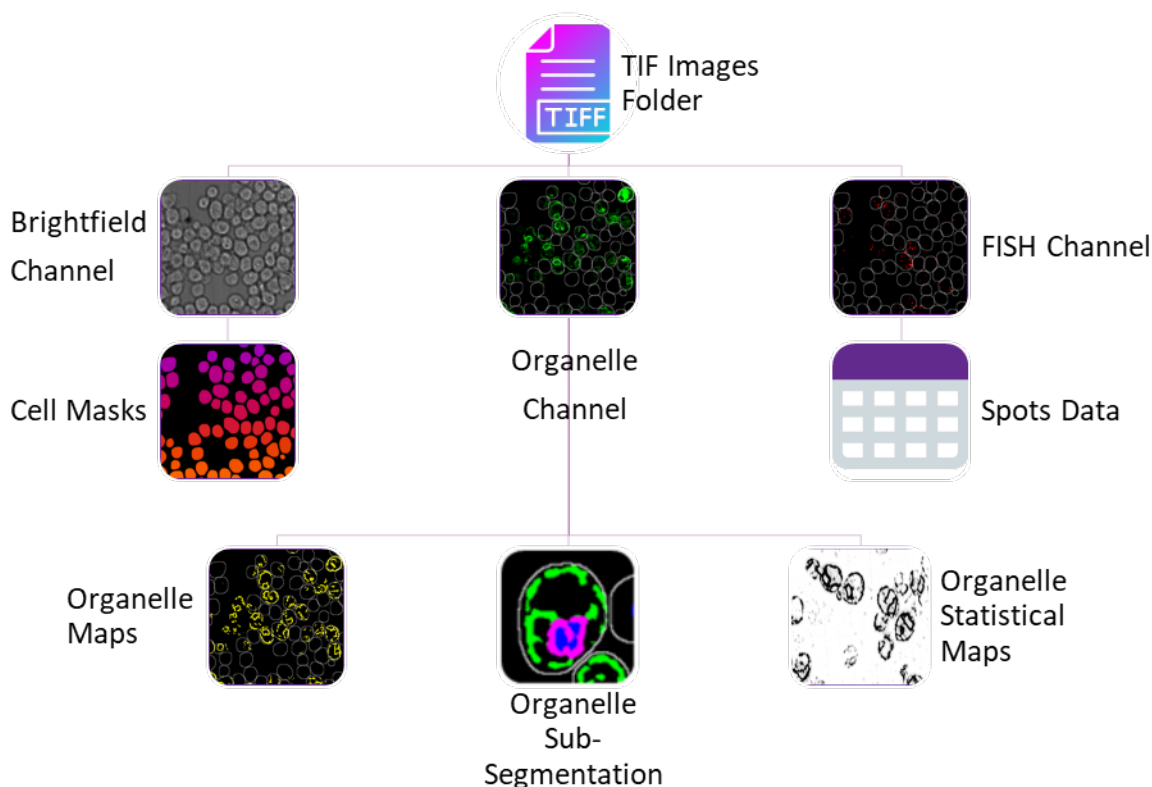 TIF Images
Folder
TIFF
Brightfield
Channel
Organelle
Channel
FISH Channel
Cell Masks
Spots Data
Organelle
Maps
Organelle
Sub-
Segmentation
Organelle
Statistical
Maps